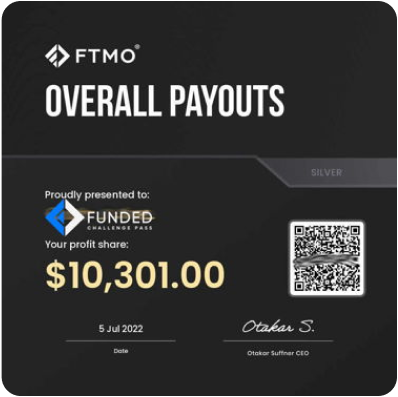 FTMO®
OVERALL PAYOUTS
SILVER
Proudly presented to:
FUNDED
CHALLENGE PASS
Your profit share:
$10,301.00
5 Jul 2022
Otakar S.
Date
Otakar Suffner CEO